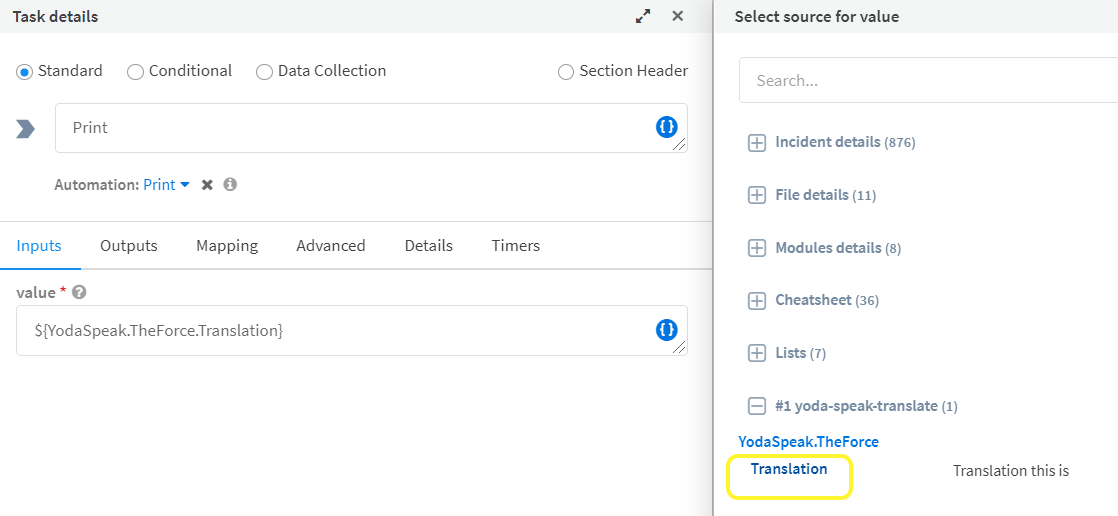 Task details
Standard
Conditional
Data Collection
Section Header
Print
{}
Automation: Print
Inputs
Outputs
Mapping
Advanced
Details
Timers
value *
${YodaSpeak.TheForce.Translation}
{}
Select source for value
Search...
Incident details (876)
File details (11)
Modules details (8)
Cheatsheet (36)
Lists (7)
#1 yoda-speak-translate (1)
YodaSpeak.TheForce
Translation
Translation this is